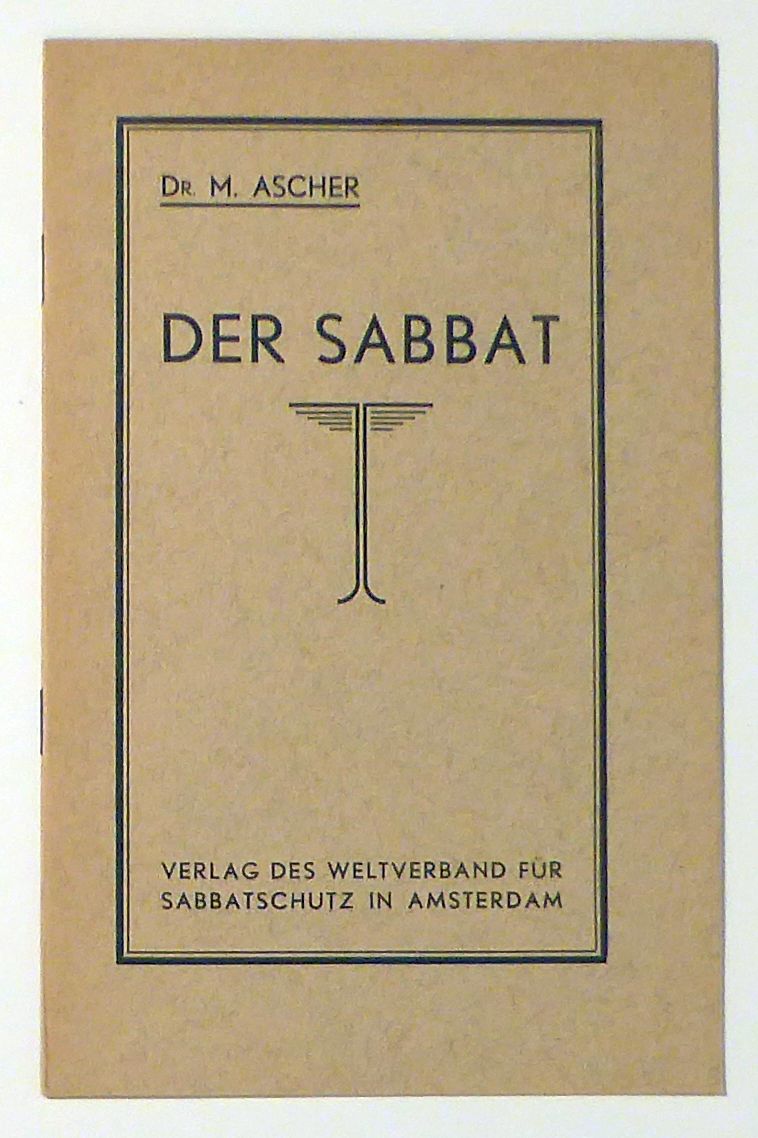 DR. M. ASCHER
DER SABBAT
VERLAG DES WELTVERBAND FÜR
SABBATSCHUTZ IN AMSTERDAM